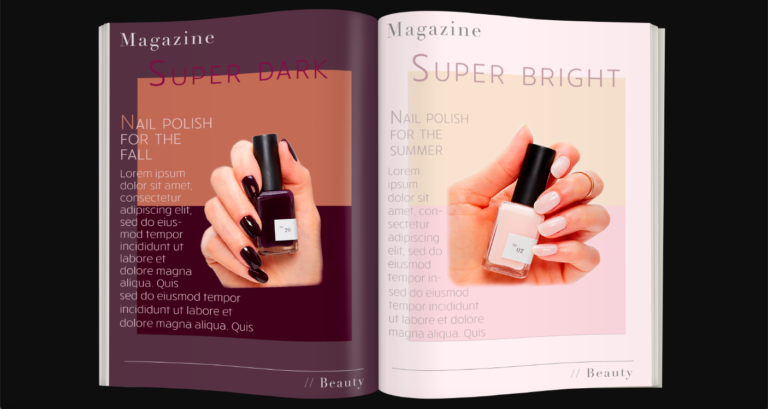 Magazine
SUPER DARK
NAIL POLISH
FOR THE
FALL
Lorem ipsum
dolor sit amet,
consectetur
adipiscing elit,
sed do eius-
mod tempor
incididunt ut
labore et
dolore magna
aliqua. Quis
sed do eiusmod tempor
incididunt ut labore et
dolore magna aliqua. Quis
// Beauty
Magazine
SUPER BRIGHT
NAIL POLISH
FOR THE
SUMMER
Lorem
ipsum
dolor sit
amet, con-
sectetur
adipiscing
elit, sed do
eiusmod
tempor in-
sed do eiusmod
tempor incididunt
ut labore et dolore
magna aliqua. Quis
// Beauty